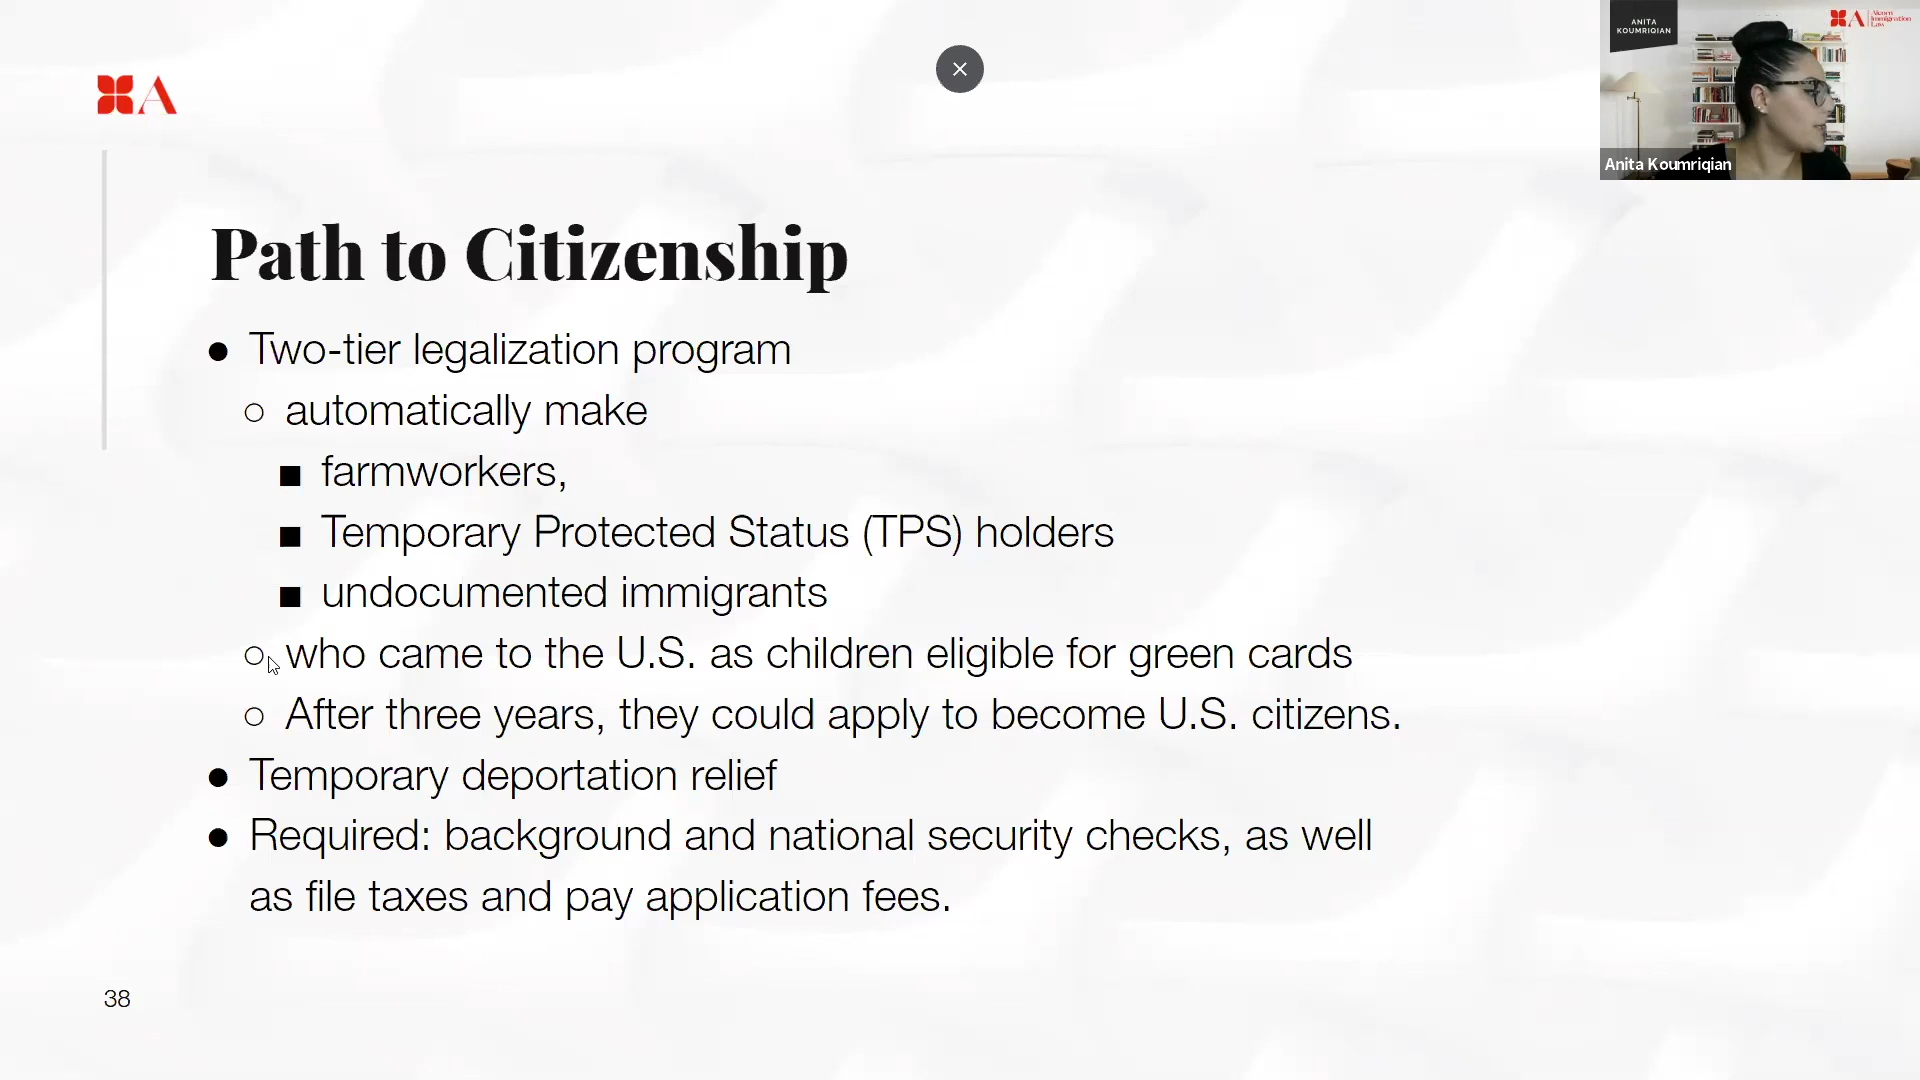 ANITA
KOUMRIQIAN
Immigration
Law
Anita Koumriqian
A
Path to Citizenship
● Two-tier legalization program
○ automatically make
■ farmworkers,
■ Temporary Protected Status (TPS) holders
■ undocumented immigrants
○ who came to the U.S. as children eligible for green cards
○ After three years, they could apply to become U.S. citizens.
● Temporary deportation relief
● Required: background and national security checks, as well
as file taxes and pay application fees.
38